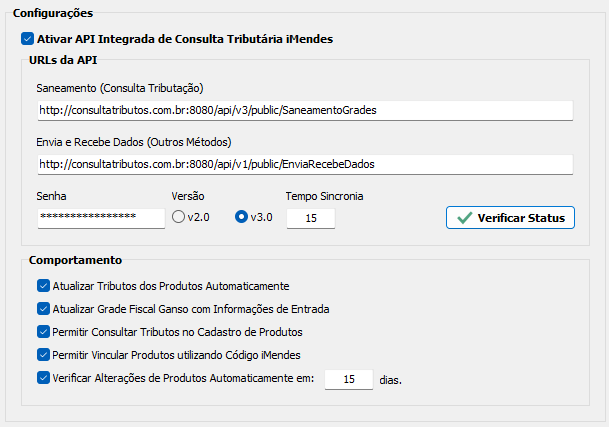 Configurações
Ativar API Integrada de Consulta Tributária iMendes
URLs da API
Saneamento (Consulta Tributação)
http://consultatributos.com.br:8080/api/v3/public/SaneamentoGrades
Envia e Recebe Dados (Outros Métodos)
http://consultatributos.com.br:8080/api/v1/public/EnviaRecebeDados
Senha Versão Tempo Sincronia
**************** v2.0 v3.0 15 Verificar Status
Comportamento
Atualizar Tributos dos Produtos Automaticamente
Atualizar Grade Fiscal Ganso com Informações de Entrada
Permitir Consultar Tributos no Cadastro de Produtos
Permitir Vincular Produtos utilizando Código iMendes
Verificar Alterações de Produtos Automaticamente em: 15 dias.